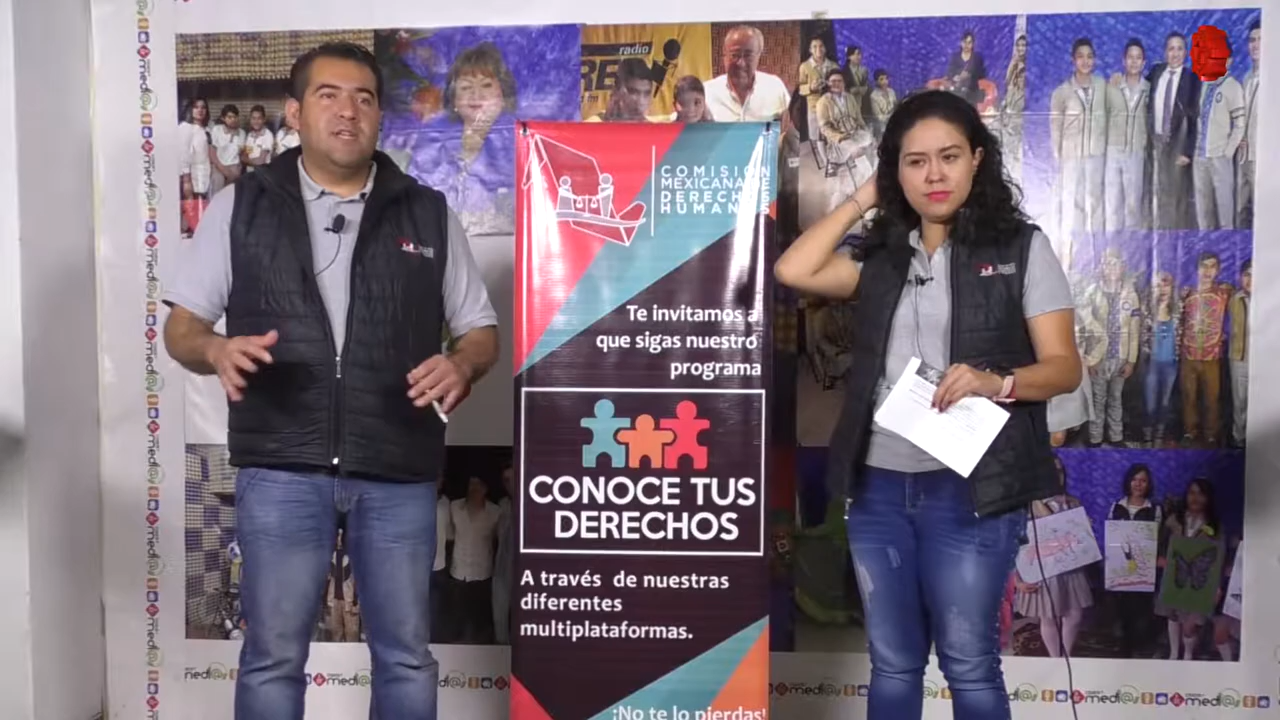 radio
COMISIÓN
MEXICANA DE
DERECHOS
HUMANOS
Te invitamos a
que sigas nuestro
programa
CONOCE TUS
DERECHOS
A través de nuestras
diferentes
multiplataformas.
¡No te lo pierdas!